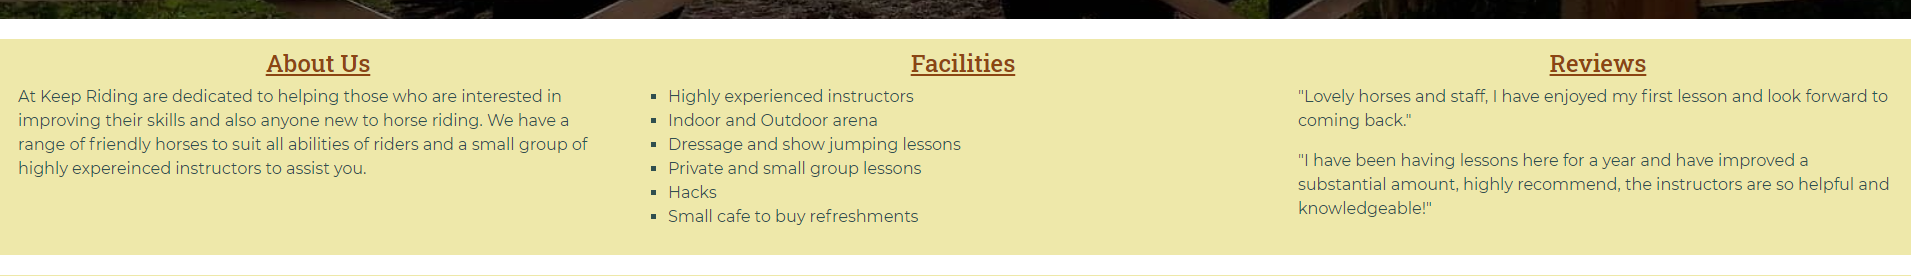 About Us
At Keep Riding are dedicated to helping those who are interested in
improving their skills and also anyone new to horse riding. We have a
range of friendly horses to suit all abilities of riders and a small group of
highly expereinced instructors to assist you.
Facilities
Highly experienced instructors
Indoor and Outdoor arena
Dressage and show jumping lessons
Private and small group lessons
Hacks
Small cafe to buy refreshments
Reviews
"Lovely horses and staff, I have enjoyed my first lesson and look forward to
coming back."
"I have been having lessons here for a year and have improved a
substantial amount, highly recommend, the instructors are so helpful and
knowledgeable!"